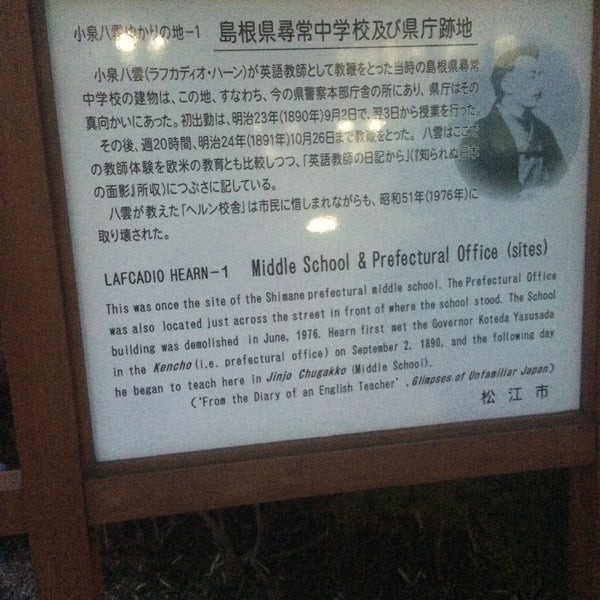 小泉八雲ゆかりの地-1 島根県尋常中学校及び県庁跡地
小泉八雲(ラフカディオ・ハーン)が英語教師として教鞭をとった当時の島根県尋常
中学校の建物は、この地、すなわち、今の県警察本部庁舎の所にあり、県庁はその
真向かいにあった。初出勤は、明治23年(1890年)9月2日で、翌3日から授業を行った。
その後、週20時間、明治24年(1891年)10月26日まで教鞭をとった。八雲はここで
の教師体験を欧米の教育とも比較しつつ、「英語教師の日記から」(『知られぬ日本
の面影』所収)につぶさに記している。
八雲が教えた「ヘルン校舎」は市民に惜しまれながらも、昭和51年(1976年)に
取り壊された。
LAFCADIO HEARN-1 Middle School & Prefectural Office (sites)
This was once the site of the Shimane prefectural middle school. The Prefectural Office
was also located just across the street in front of where the school stood. The School
building was demolished in June, 1976. Hearn first met the Governor Koteda Yasusada
in the Kencho (i.e. prefectural office) on September 2, 1890, and the following day
he began to teach here in Jinjo Chugakko (Middle School).
("From the Diary of an English Teacher", Glimpses of Unfamiliar Japan)
松江市